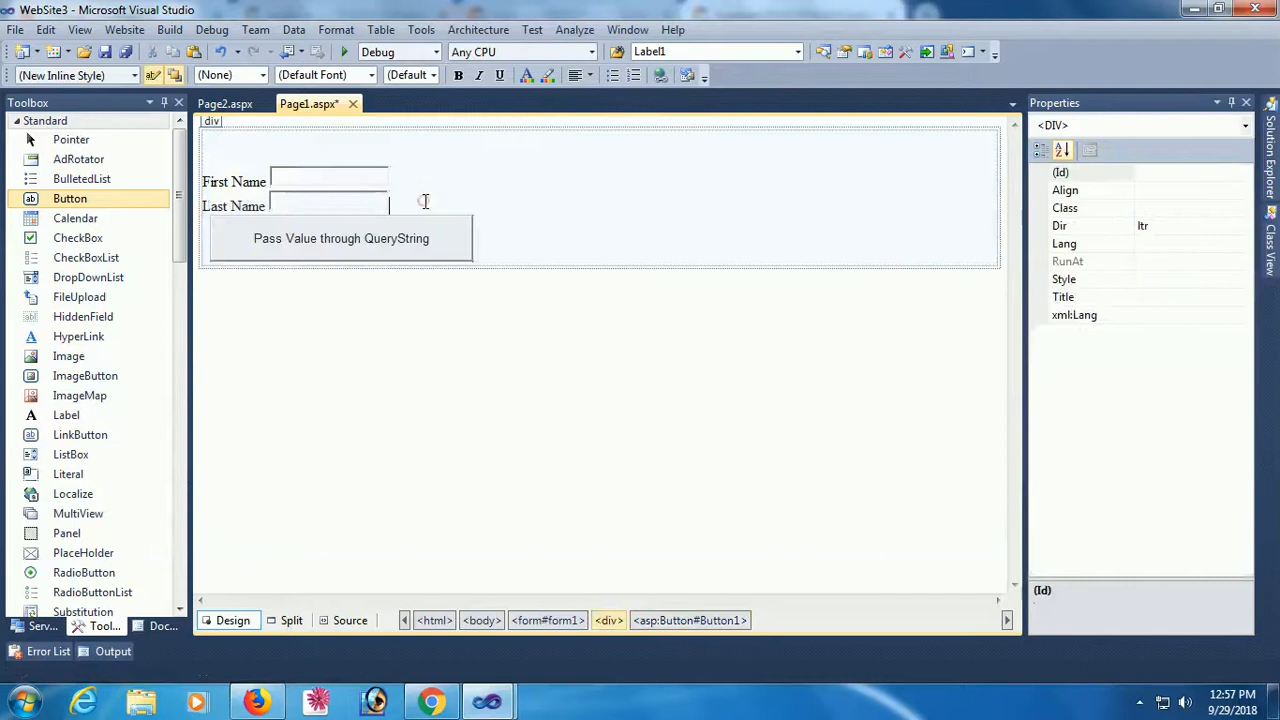 WebSite3 - Microsoft Visual Studio
File Edit View Website Build Debug Team Data Format Table Tools Architecture Test Analyze Window Help
Debug Any CPU Label1
(New Inline Style) (None) (Default Font) (Default B I U A
Toolbox
Standard
Pointer
AdRotator
BulletedList
Button
Calendar
CheckBox
CheckBoxList
DropDownList
FileUpload
HiddenField
HyperLink
Image
ImageButton
ImageMap
Label
LinkButton
ListBox
Literal
Localize
MultiView
Panel
PlaceHolder
RadioButton
RadioButtonList
Substitution
Serv... Tool... Doc...
Error List Output
Page2.aspx Page1.aspx*
div
First Name
Last Name
Pass Value through QueryString
Design Split Source <html> <body> <form#form1> <div> <asp:Button#Button1>
Properties
<DIV>
(Id)
Align
Class
Dir ltr
Lang
RunAt
Style
Title
xml:Lang
(Id)
Solution Explorer
Class View
12:57 PM
9/29/2018